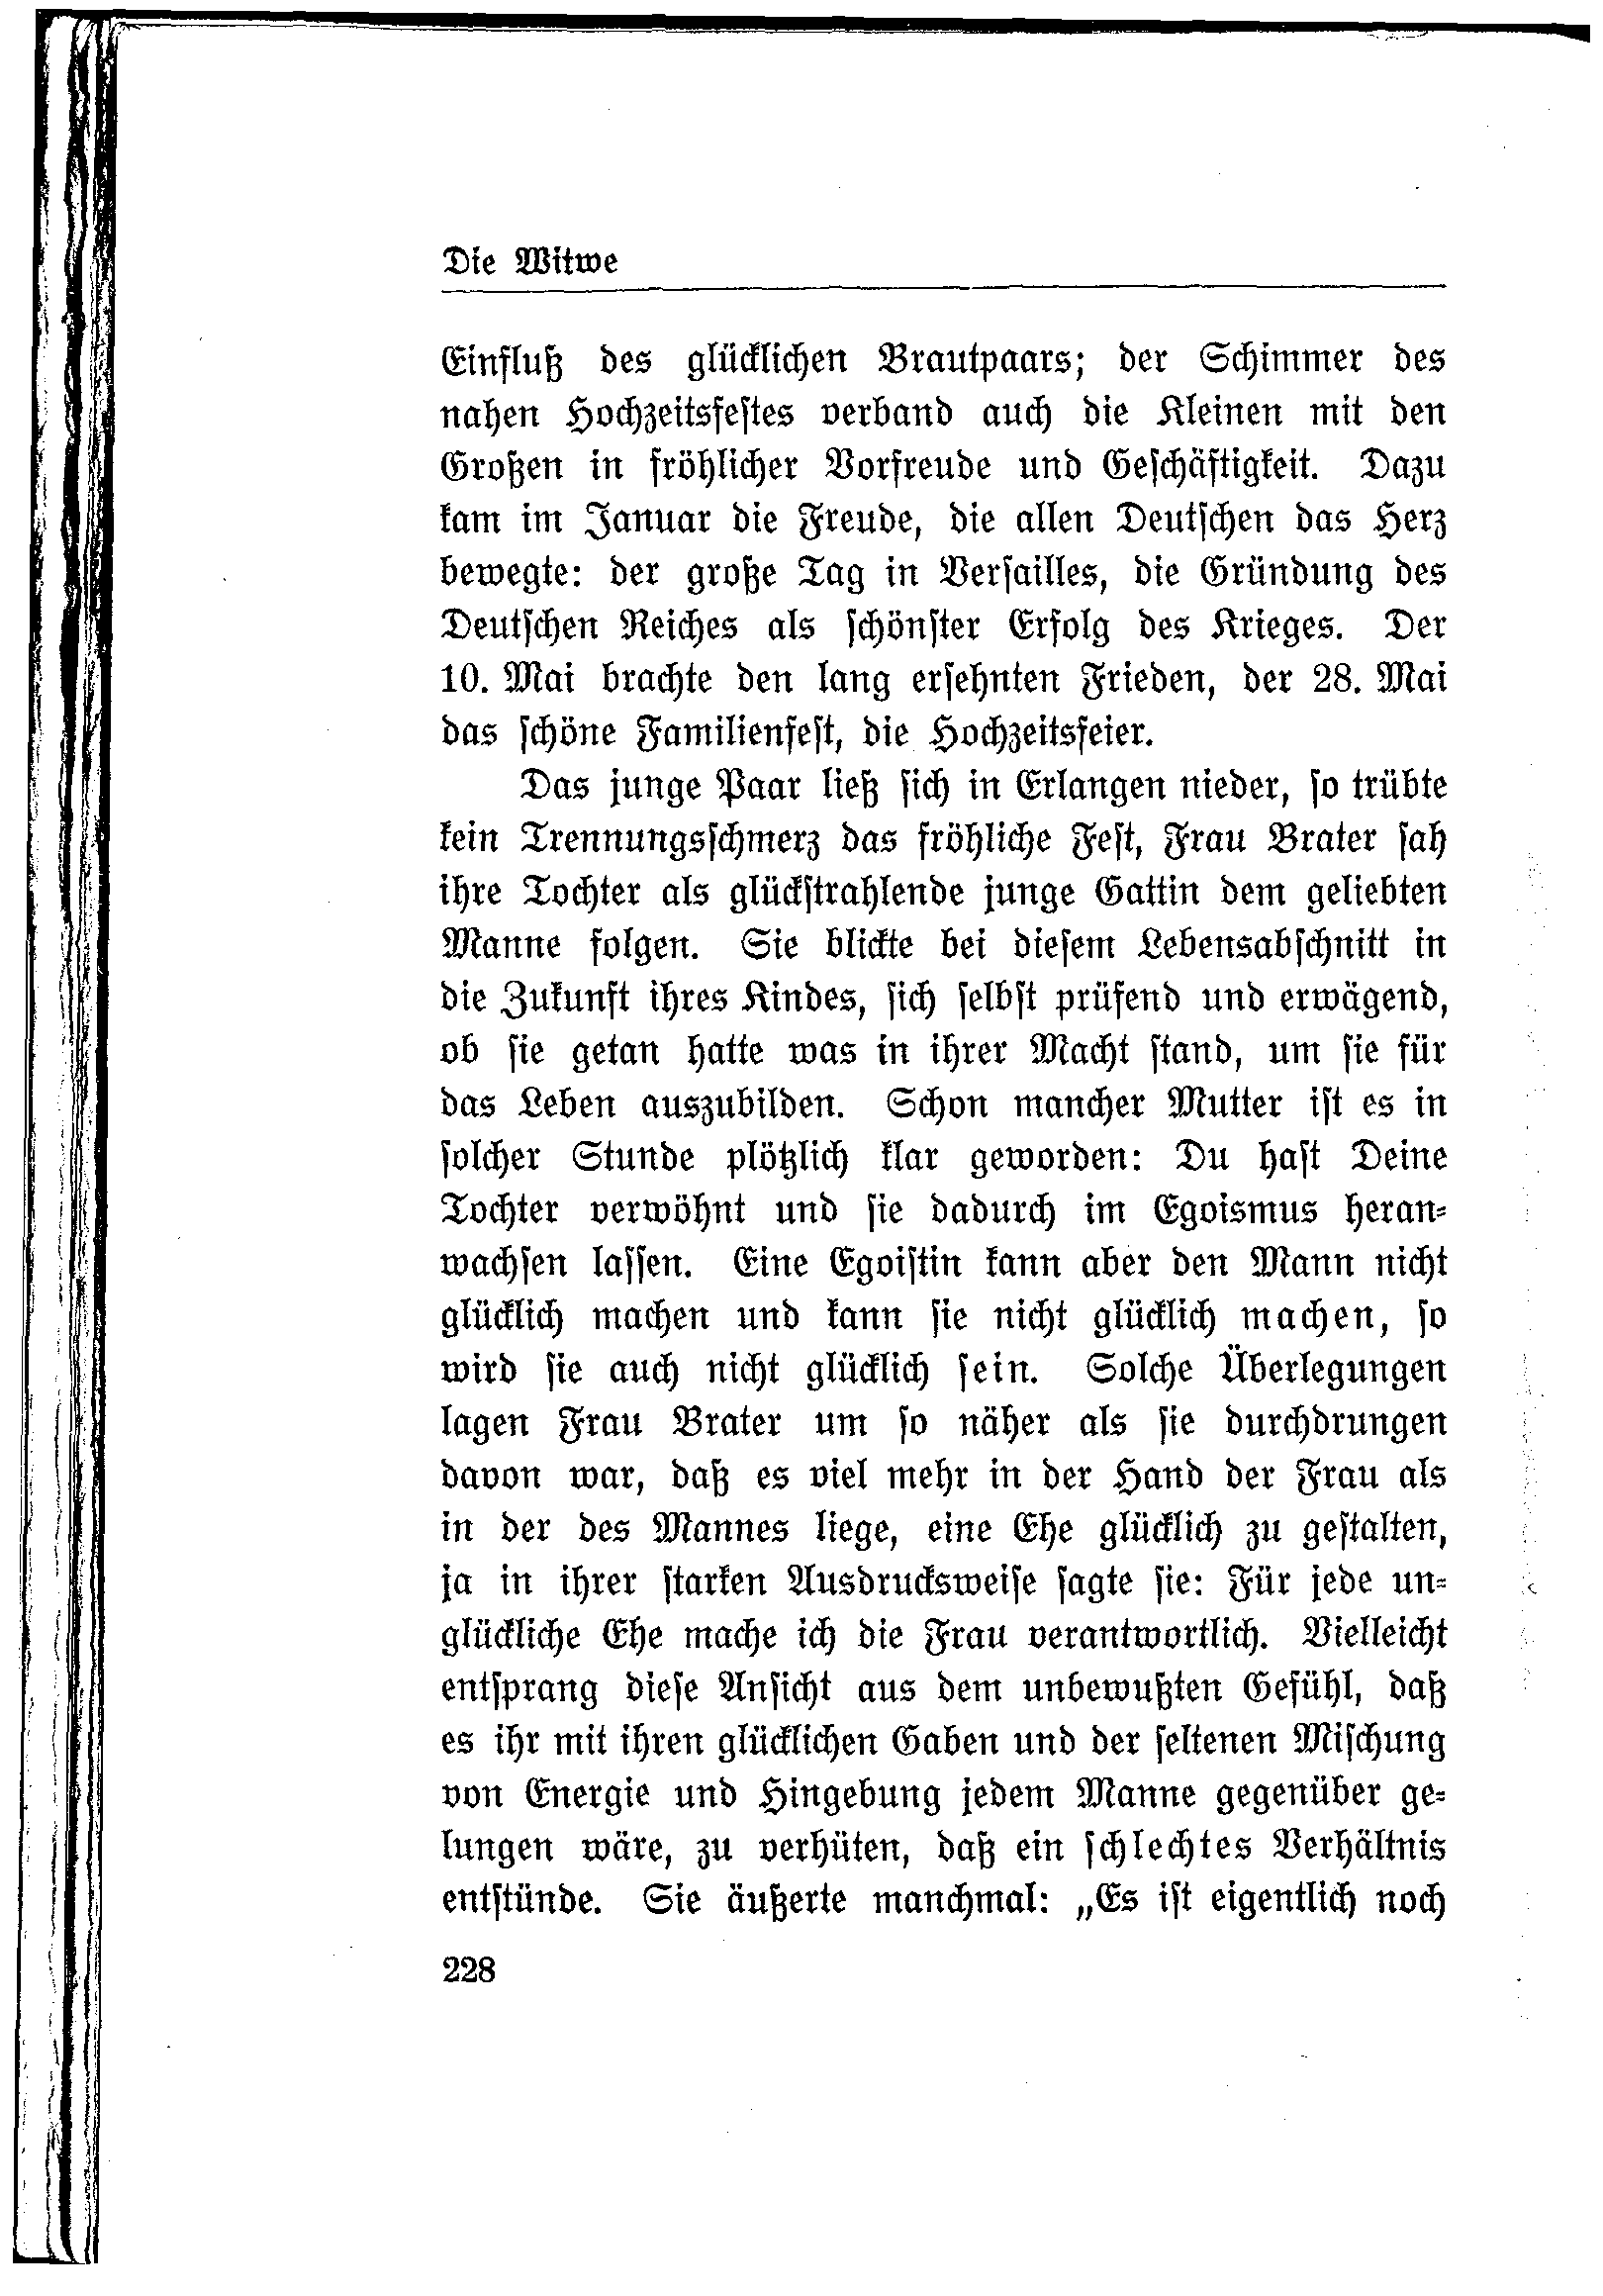 Die Witwe
Einfluß des glücklichen Brautpaars; der Schimmer des
nahen Hochzeitsfestes verband auch die Kleinen mit den
Großen in fröhlicher Vorfreude und Geschäftigkeit. Dazu
kam im Januar die Freude, die allen Deutschen das Herz
bewegte: der große Tag in Versailles, die Gründung des
Deutschen Reiches als schönster Erfolg des Krieges. Der
10. Mai brachte den lang ersehnten Frieden, der 28. Mai
das schöne Familienfest, die Hochzeitsfeier.
Das junge Paar ließ sich in Erlangen nieder, so trübte
kein Trennungsschmerz das fröhliche Fest, Frau Brater sah
ihre Tochter als glückstrahlende junge Gattin dem geliebten
Manne folgen. Sie blickte bei diesem Lebensabschnitt in
die Zukunft ihres Kindes, sich selbst prüfend und erwägend,
ob sie getan hatte was in ihrer Macht stand, um sie für
das Leben auszubilden. Schon mancher Mutter ist es in
solcher Stunde plötzlich klar geworden: Du hast Deine
Tochter verwöhnt und sie dadurch im Egoismus heran-
wachsen lassen. Eine Egoistin kann aber den Mann nicht
glücklich machen und kann sie nicht glücklich machen, so
wird sie auch nicht glücklich sein. Solche Überlegungen
lagen Frau Brater um so näher als sie durchdrungen
davon war, daß es viel mehr in der Hand der Frau als
in der des Mannes liege, eine Ehe glücklich zu gestalten,
ja in ihrer starken Ausdrucksweise sagte sie: Für jede un-
glückliche Ehe mache ich die Frau verantwortlich. Vielleicht
entsprang diese Ansicht aus dem unbewußten Gefühl, daß
es ihr mit ihren glücklichen Gaben und der seltenen Mischung
von Energie und Hingebung jedem Manne gegenüber ge-
lungen wäre, zu verhüten, daß ein schlechtes Verhältnis
entstünde. Sie äußerte manchmal: „Es ist eigentlich noch
228